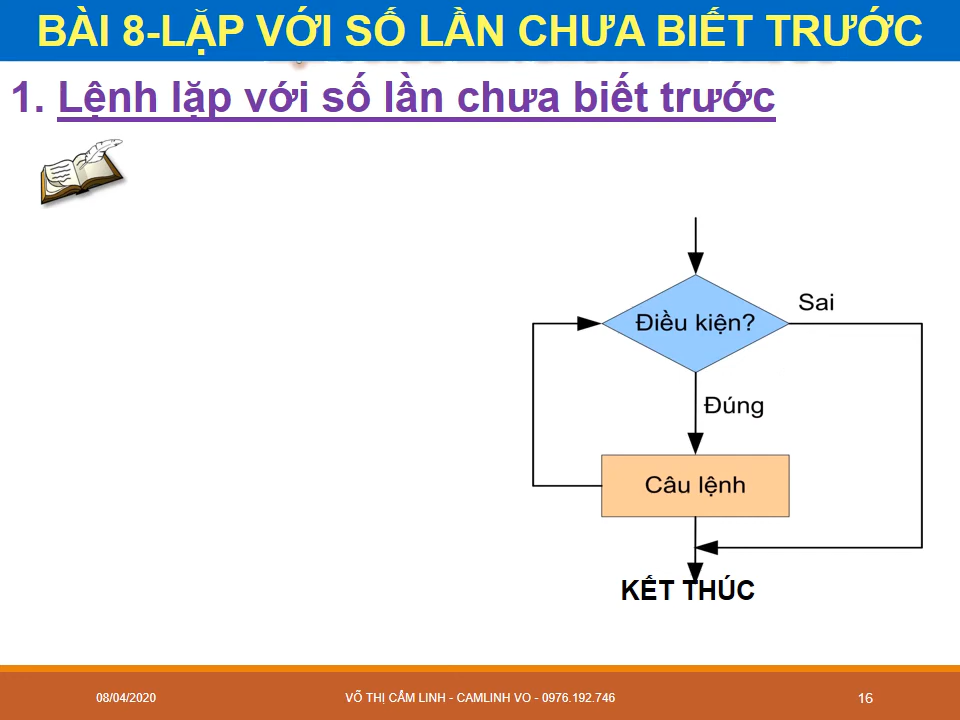 BÀI 8-LẶP VỚI SỐ LẦN CHƯA BIẾT TRƯỚC
1. Lệnh lặp với số lần chưa biết trước
Sai
Điều kiện?
Đúng
Câu lệnh
KẾT THÚC
08/04/2020
VÕ THỊ CẨM LINH - CAMLINH VO - 0976.192.746
16